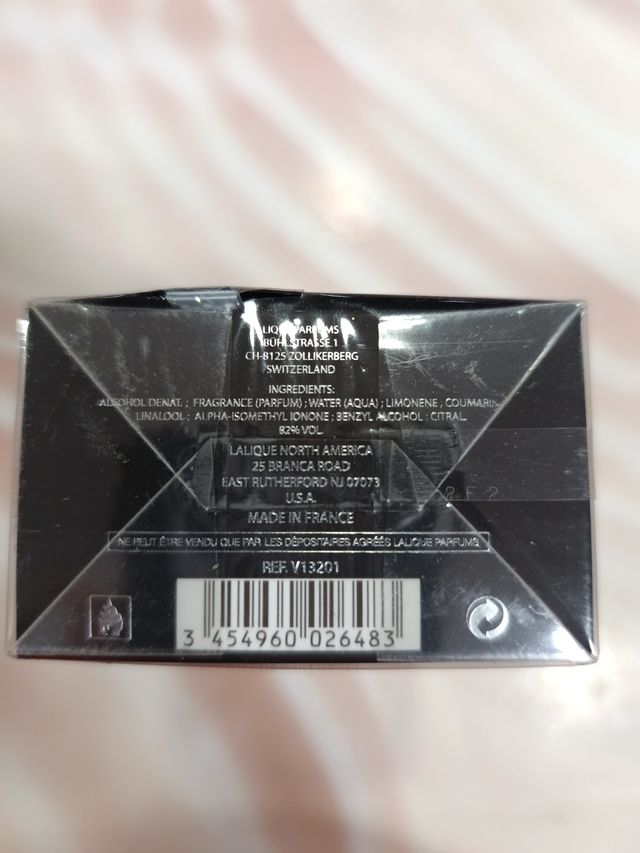 LALIQUE PARFUMS
BÜHLSTRASSE 1
CH-8125 ZOLLIKERBERG
SWITZERLAND
INGREDIENTS:
ALCOHOL DENAT. ; FRAGRANCE (PARFUM) ; WATER (AQUA) ; LIMONENE ; COUMARIN
LINALOOL ; ALPHA-ISOMETHYL IONONE ; BENZYL ALCOHOL ; CITRAL.
82% VOL.
LALIQUE NORTH AMERICA
25 BRANCA ROAD
EAST RUTHERFORD NJ 07073
U.S.A.
MADE IN FRANCE
NE PEUT ÊTRE VENDU QUE PAR LES DÉPOSITAIRES AGRÉÉS LALIQUE PARFUMS
REF. V13201
3 454960 026483